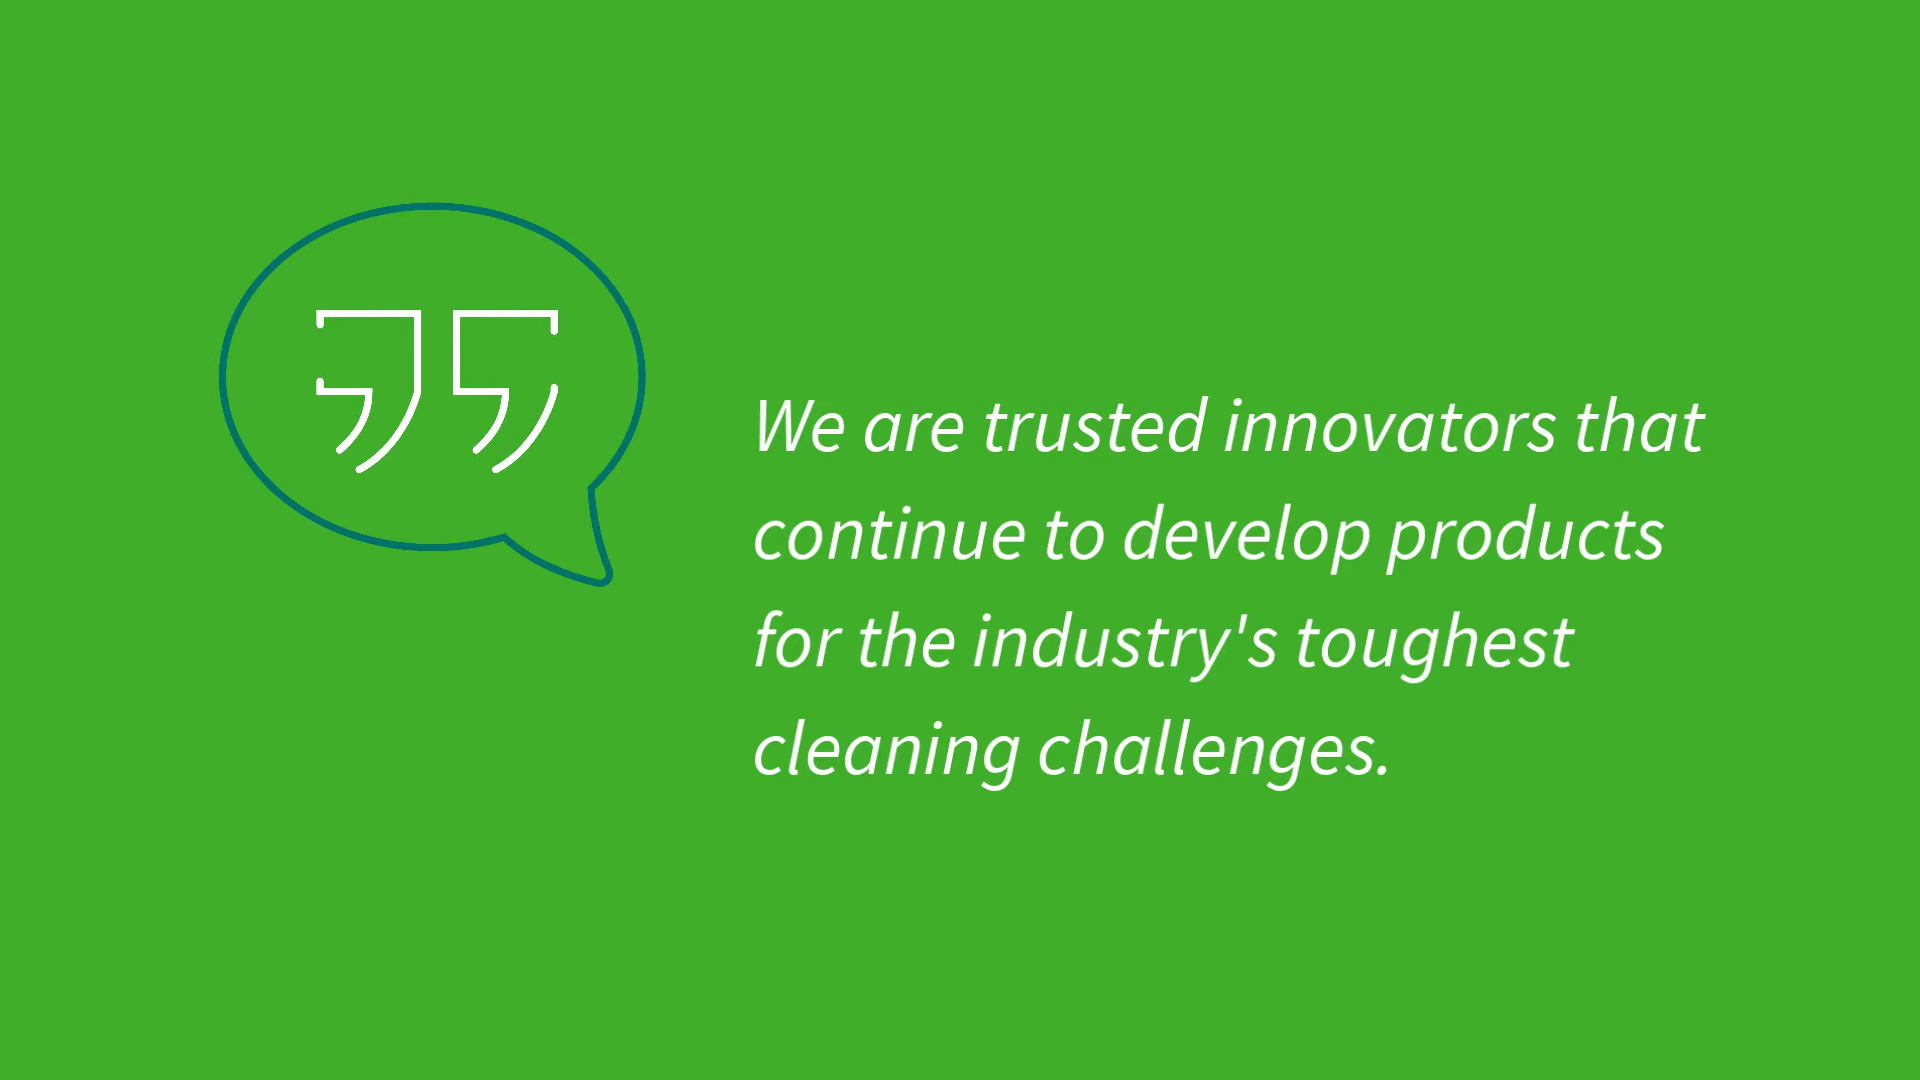 We are trusted innovators that
continue to develop products
for the industry's toughest
cleaning challenges.